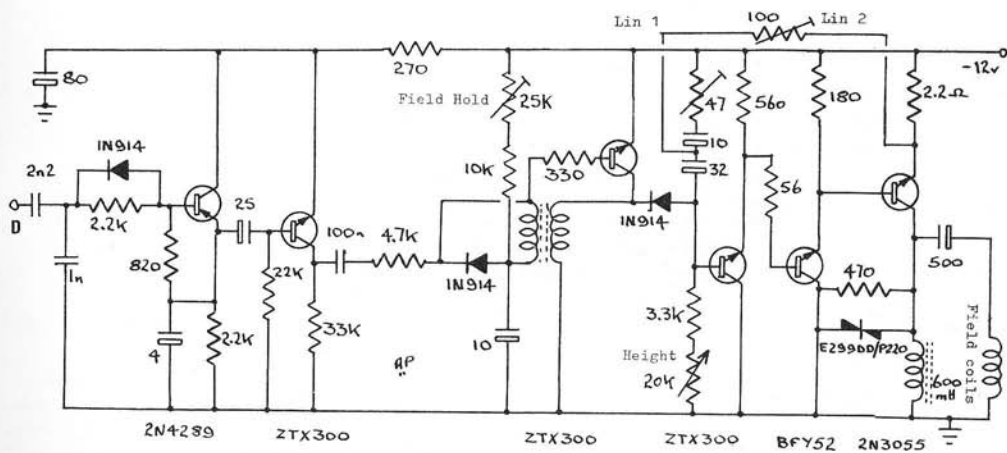 Lin 1
100
Lin 2
80
270
-12v
Field Hold
25K
47
560
180
2.2Ω
1N914
2n2
D
10K
330
10
32
56
2.2K
25
100n
4.7K
1N914
1N914
1n
820
22K
470
500
4
2.2K
33K
10
3.3K
E299DD/P220
AP
Height
20K
600
mH
Field coils
2N4289
ZTX300
ZTX300
ZTX300
BFY52
2N3055